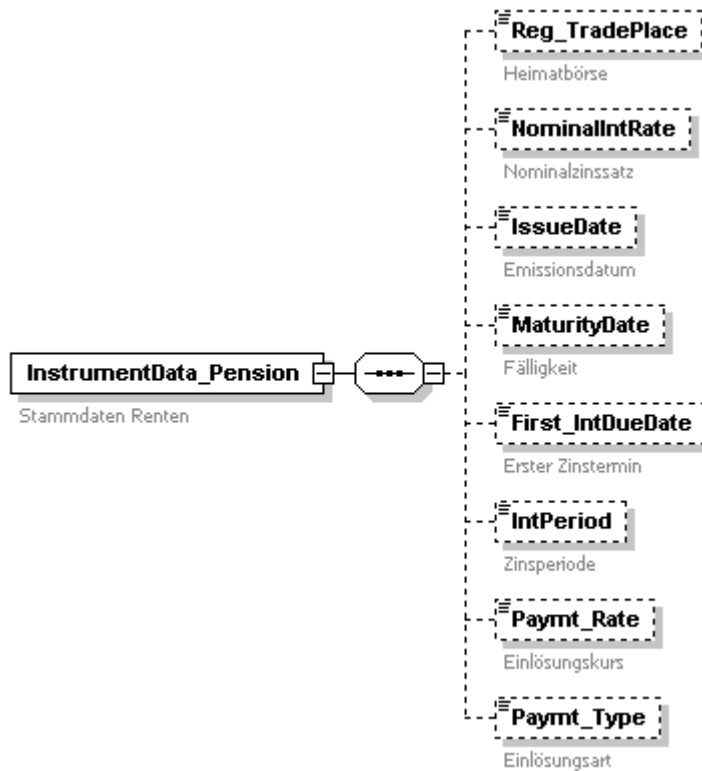 Reg_TradePlace
Heimatbörse
NominalIntRate
Nominalzinssatz
IssueDate
Emissionsdatum
MaturityDate
Fälligkeit
InstrumentData_Pension
Stammdaten Renten
First_IntDueDate
Erster Zinstermin
IntPeriod
Zinsperiode
Paymt_Rate
Einlösungskurs
Paymt_Type
Einlösungsart